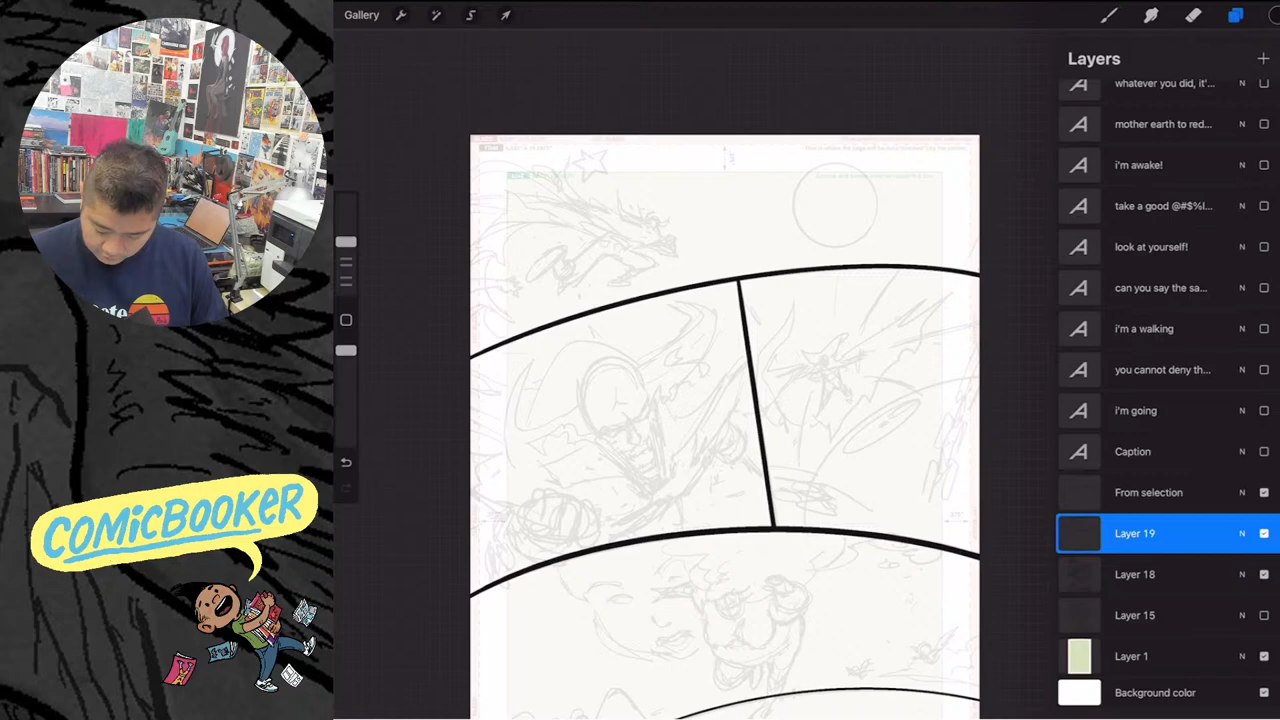 Gallery
Layers
whatever you did, it'...
N
mother earth to red...
N
i'm awake!
N
take a good @#$%!...
N
look at yourself!
N
can you say the sa...
N
i'm a walking
N
you cannot deny th...
N
i'm going
N
Caption
N
From selection
N
Layer 19
N
Layer 18
N
Layer 15
N
Layer 1
N
Background color
COMiCBOOKER